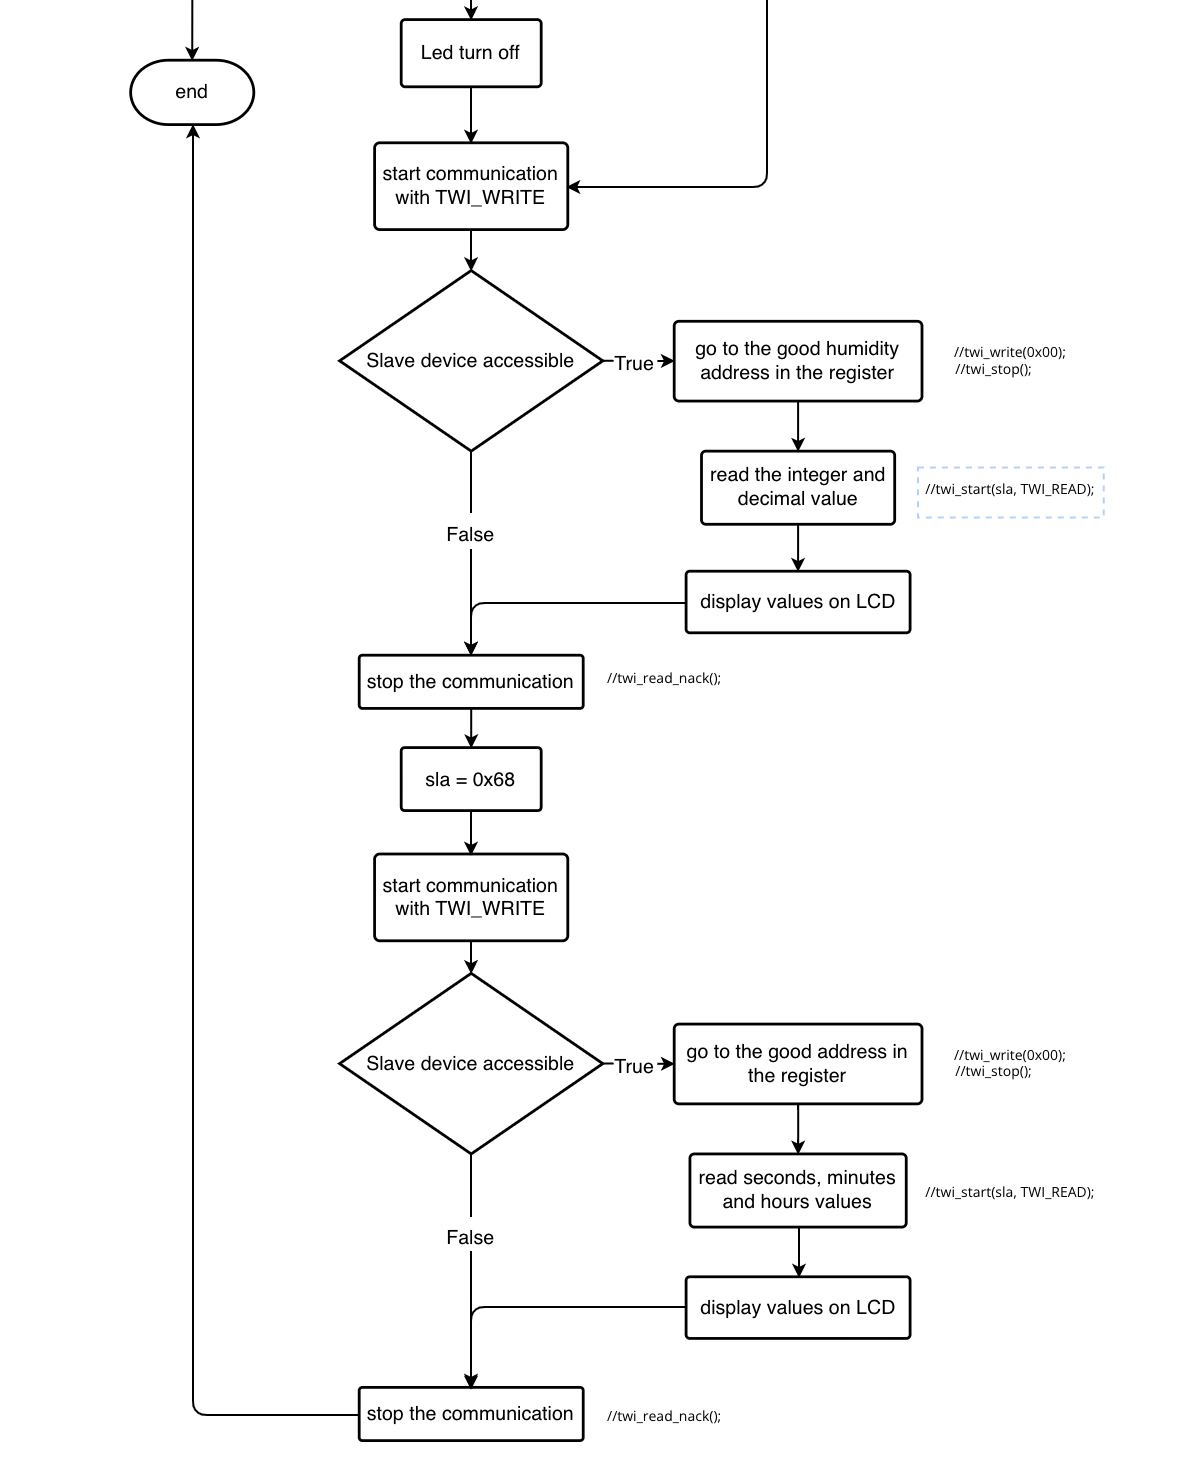 Led turn off
end
start communication
with TWI_WRITE
Slave device accessible
True
go to the good humidity
address in the register
//twi_write(0x00);
//twi_stop();
read the integer and
decimal value
//twi_start(sla, TWI_READ);
False
display values on LCD
stop the communication
//twi_read_nack();
sla = 0x68
start communication
with TWI_WRITE
Slave device accessible
True
go to the good address in
the register
//twi_write(0x00);
//twi_stop();
read seconds, minutes
and hours values
//twi_start(sla, TWI_READ);
False
display values on LCD
stop the communication
//twi_read_nack();